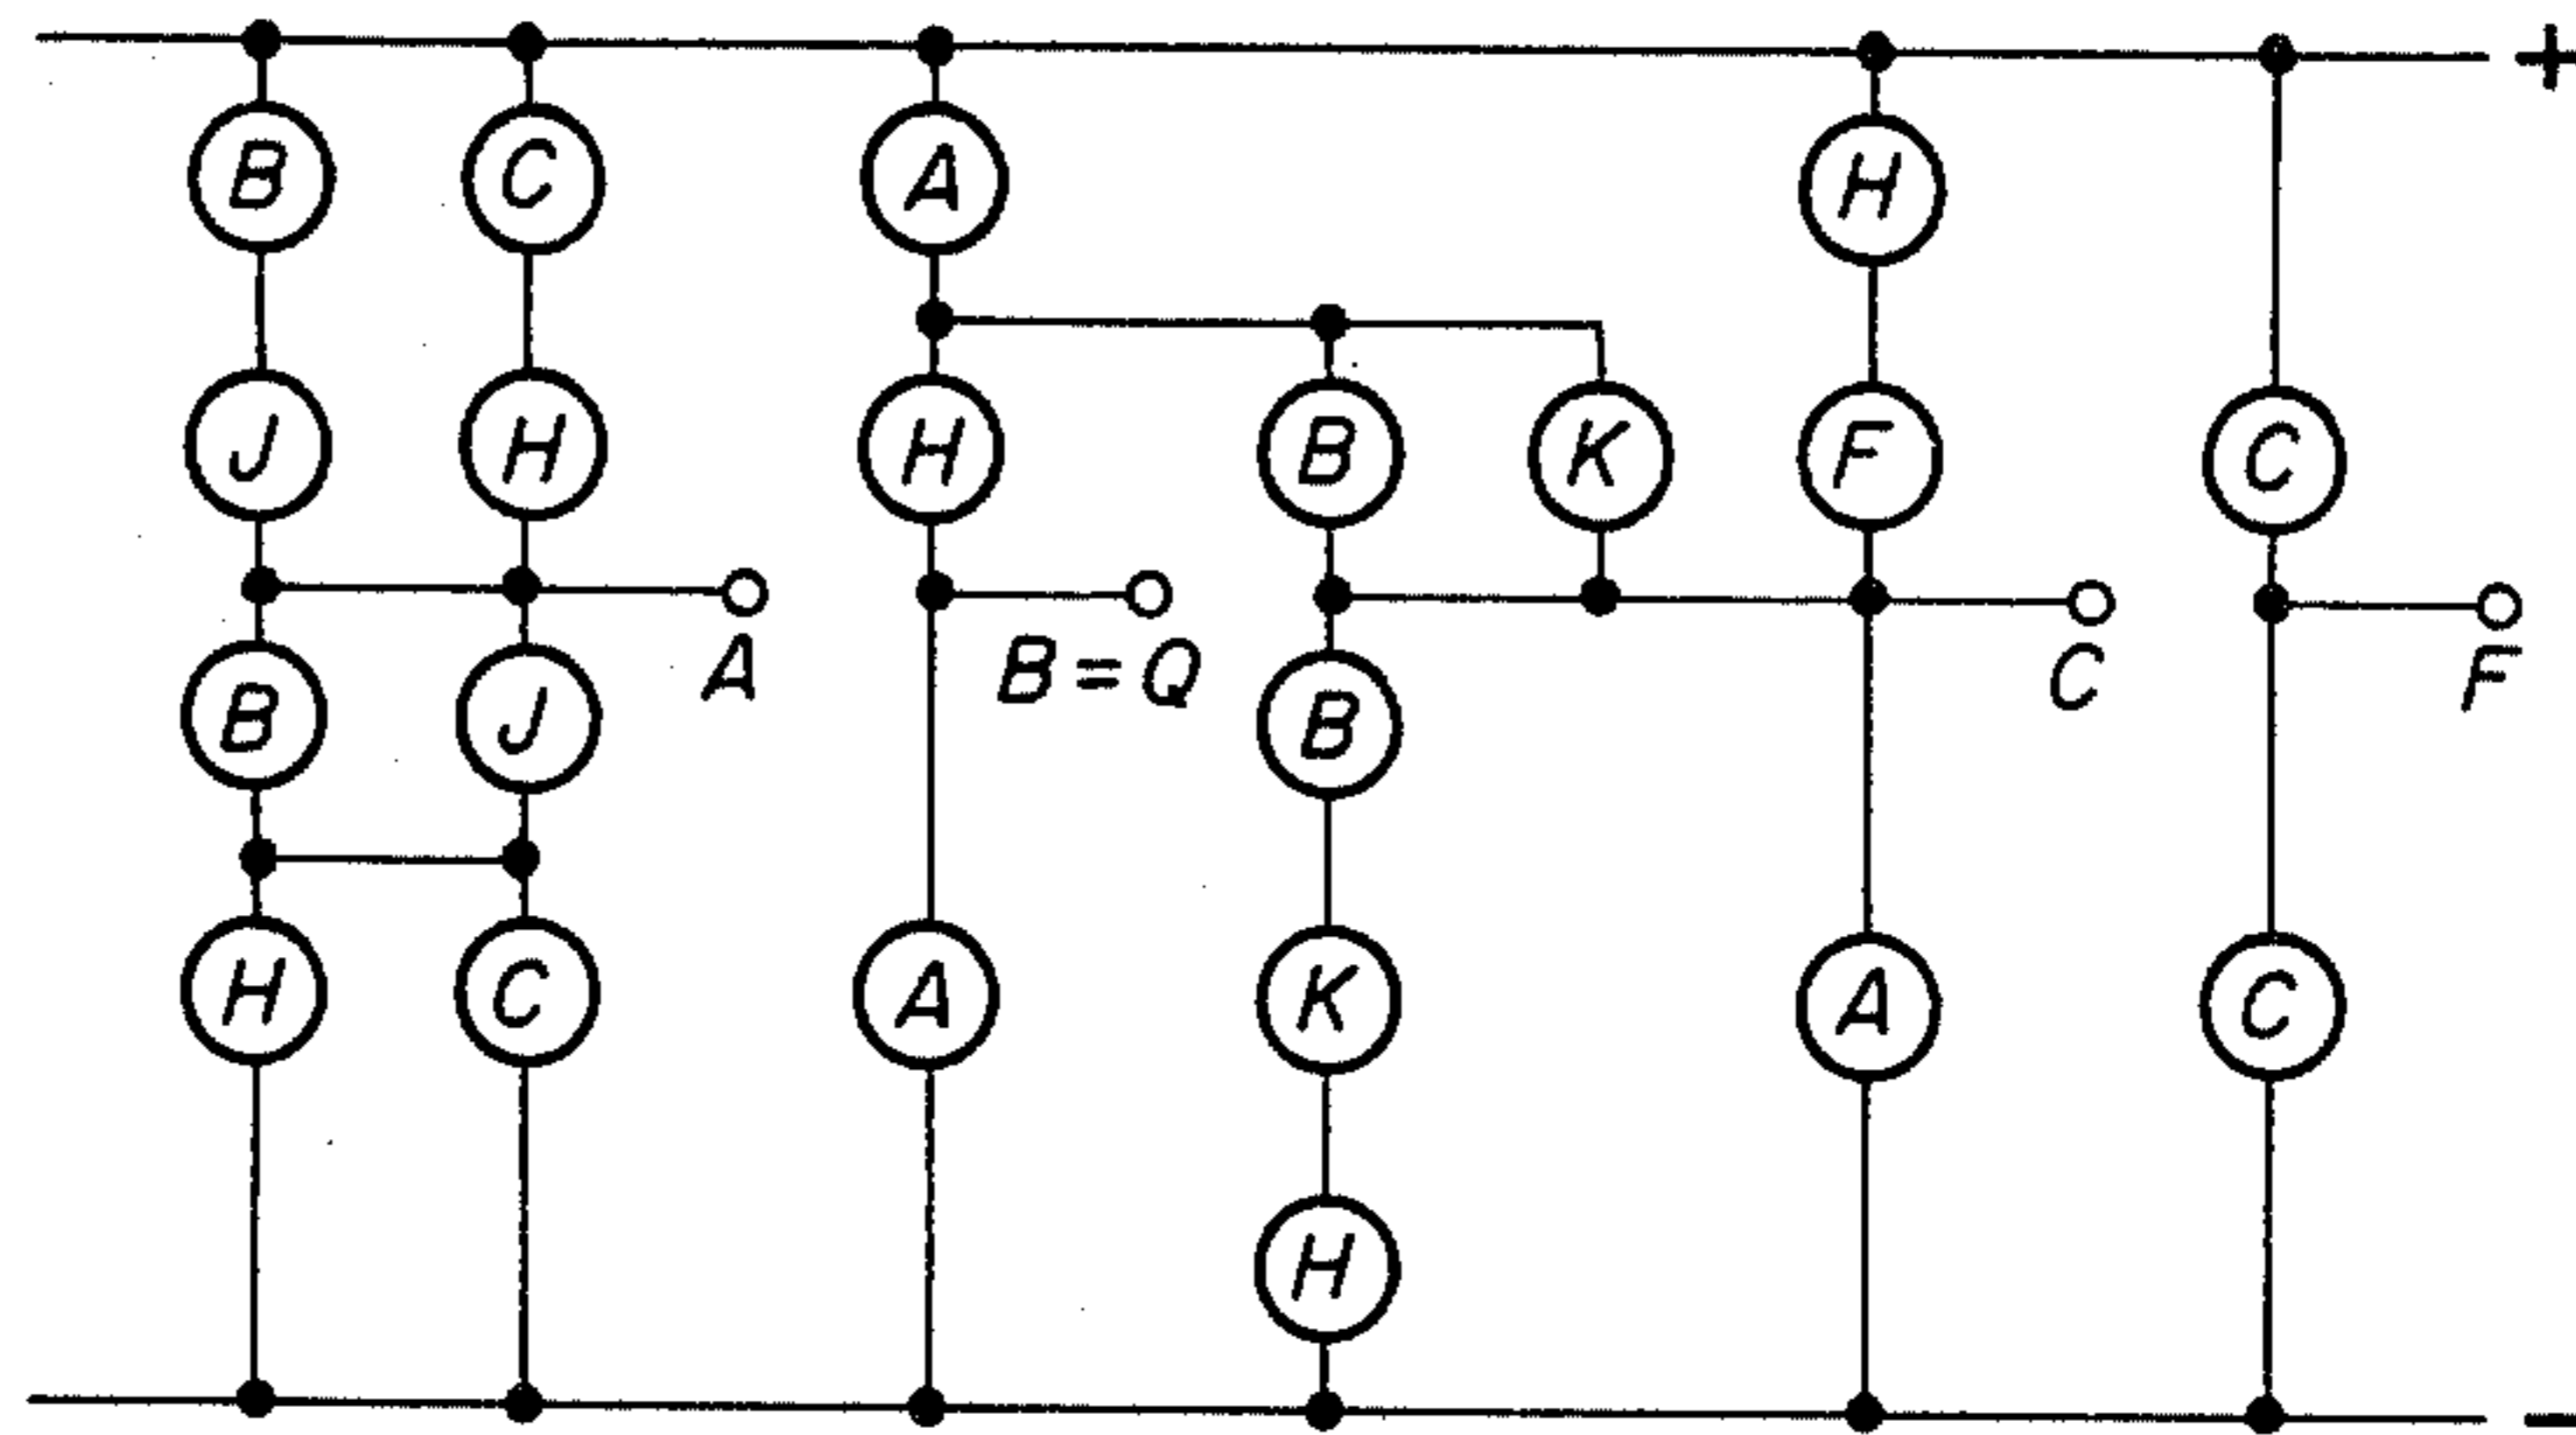 +
B C A H
J H H B K F C
A B = Q C F
B J B
H C A K A C
H
−